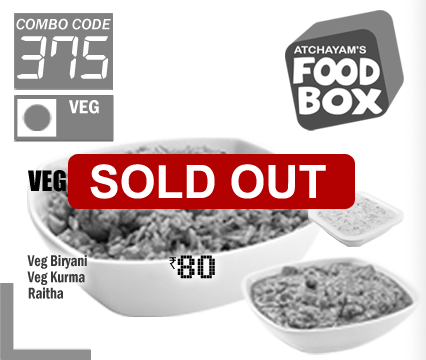 COMBO CODE
375
VEG
ATCHAYAM'S
FOOD
BOX
VEG
SOLD OUT
Veg Biryani
Veg Kurma
Raitha
₹80